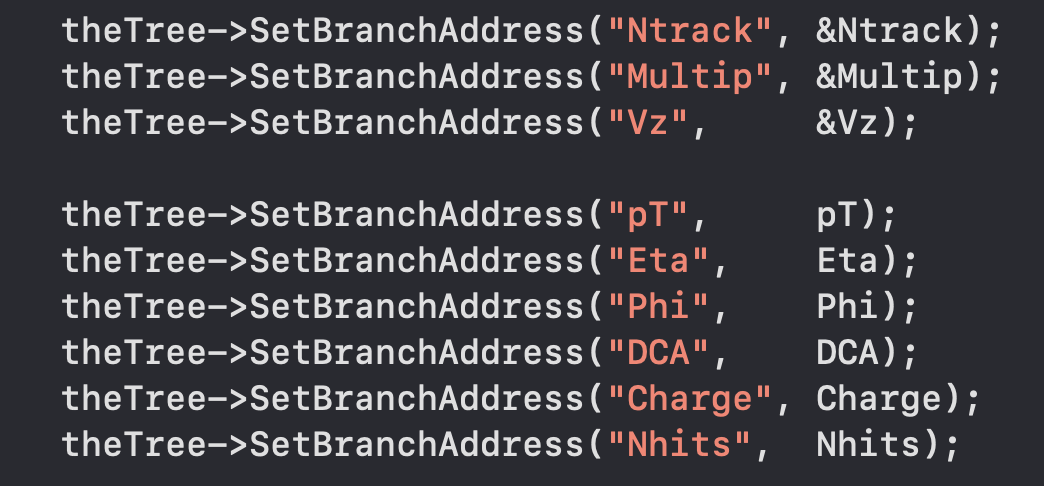 theTree->SetBranchAddress("Ntrack", &Ntrack);
theTree->SetBranchAddress("Multip", &Multip);
theTree->SetBranchAddress("Vz",     &Vz);
theTree->SetBranchAddress("pT",     pT);
theTree->SetBranchAddress("Eta",    Eta);
theTree->SetBranchAddress("Phi",    Phi);
theTree->SetBranchAddress("DCA",    DCA);
theTree->SetBranchAddress("Charge", Charge);
theTree->SetBranchAddress("Nhits",  Nhits);